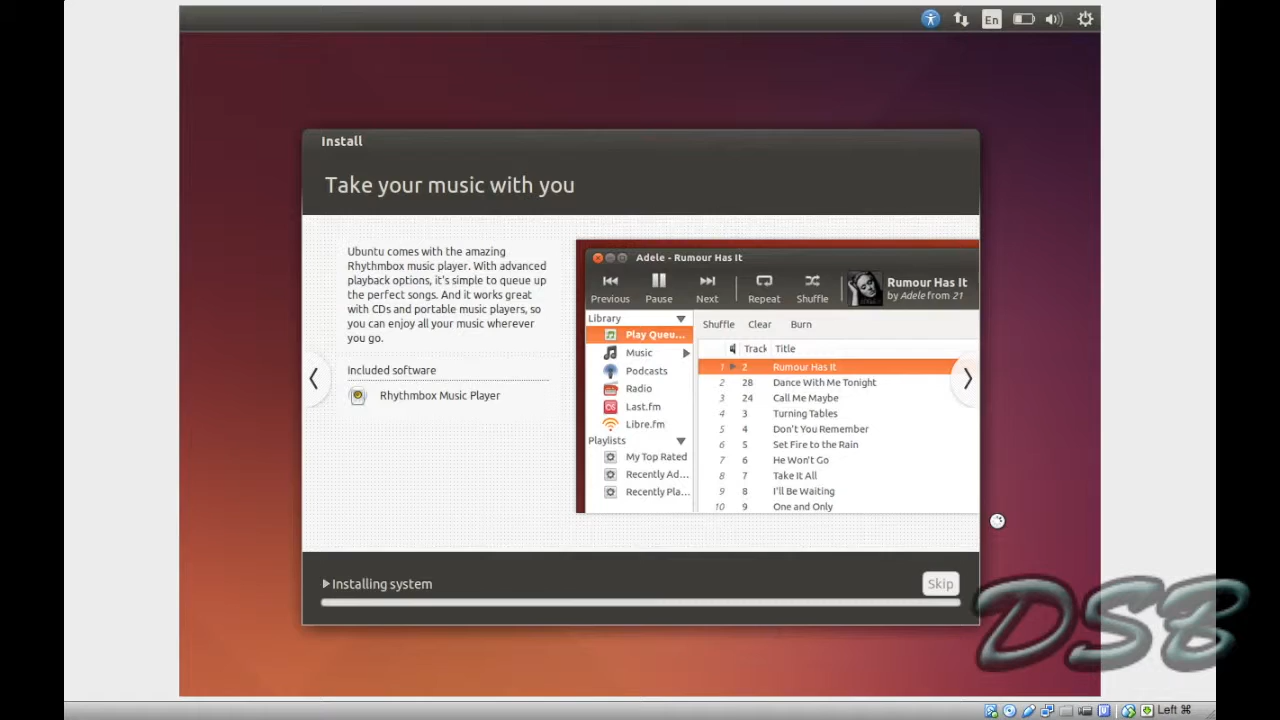 En
Install
Take your music with you
Ubuntu comes with the amazing
Rhythmbox music player. With advanced
playback options, it's simple to queue up
the perfect songs. And it works great
with CDs and portable music players, so
you can enjoy all your music wherever
you go.
Included software
Rhythmbox Music Player
Adele - Rumour Has It
Previous Pause Next Repeat Shuffle
Rumour Has It
by Adele from 21
Library
Play Queu...
Music
Podcasts
Radio
Last.fm
Libre.fm
Playlists
My Top Rated
Recently Ad...
Recently Pla...
Shuffle Clear Burn
Track Title
1 2 Rumour Has It
2 28 Dance With Me Tonight
3 24 Call Me Maybe
4 3 Turning Tables
5 4 Don't You Remember
6 5 Set Fire to the Rain
7 6 He Won't Go
8 7 Take It All
9 8 I'll Be Waiting
10 9 One and Only
Installing system
Skip
DSB
Left ⌘